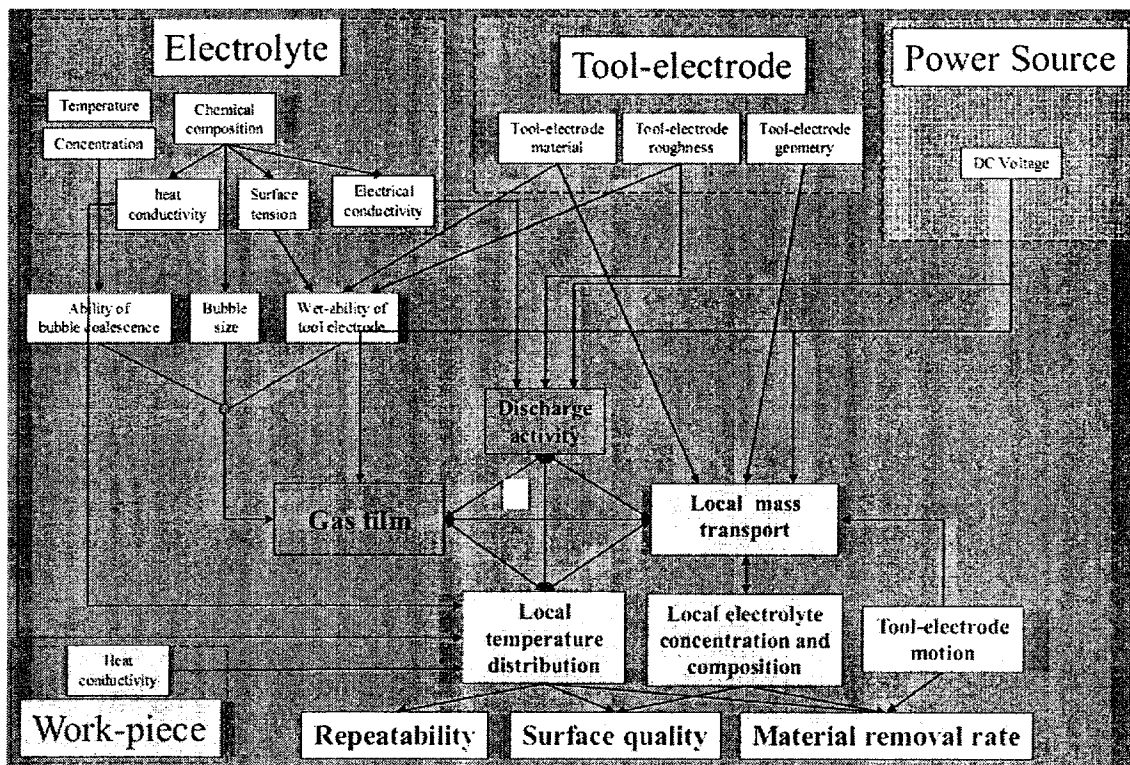 Electrolyte
Tool-electrode
Power Source
Temperature
Concentration
Chemical
composition
Tool-electrode
material
Tool-electrode
roughness
Tool-electrode
geometry
DC Voltage
heat
conductivity
Surface
tension
Electrical
conductivity
Ability of
bubble coalescence
Bubble
size
Wet-ability of
tool electrode
Discharge
activity
Gas film
Local mass
transport
Local
temperature
distribution
Local electrolyte
concentration and
composition
Tool-electrode
motion
Heat
conductivity
Work-piece
Repeatability
Surface quality
Material removal rate